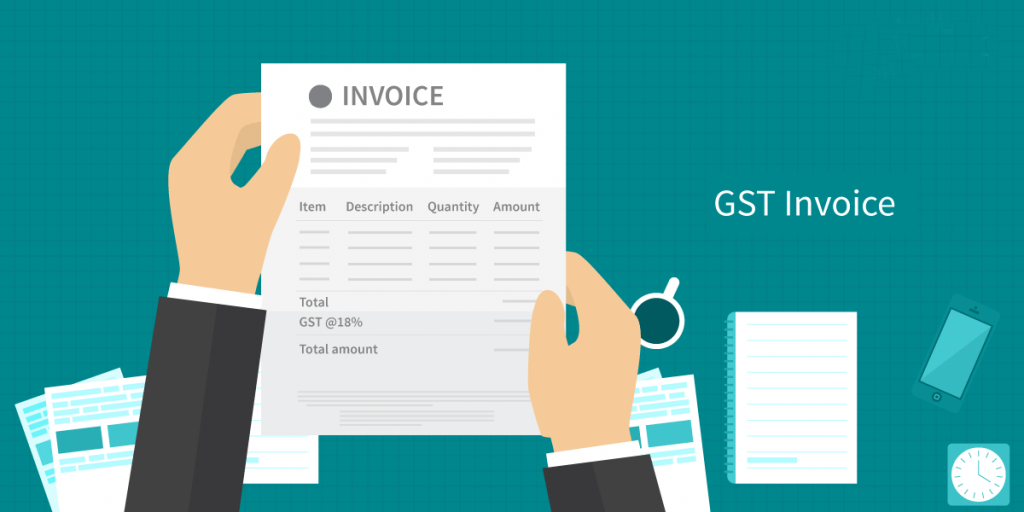 INVOICE
Item Description Quantity Amount
Total
GST @18%
Total amount
GST Invoice